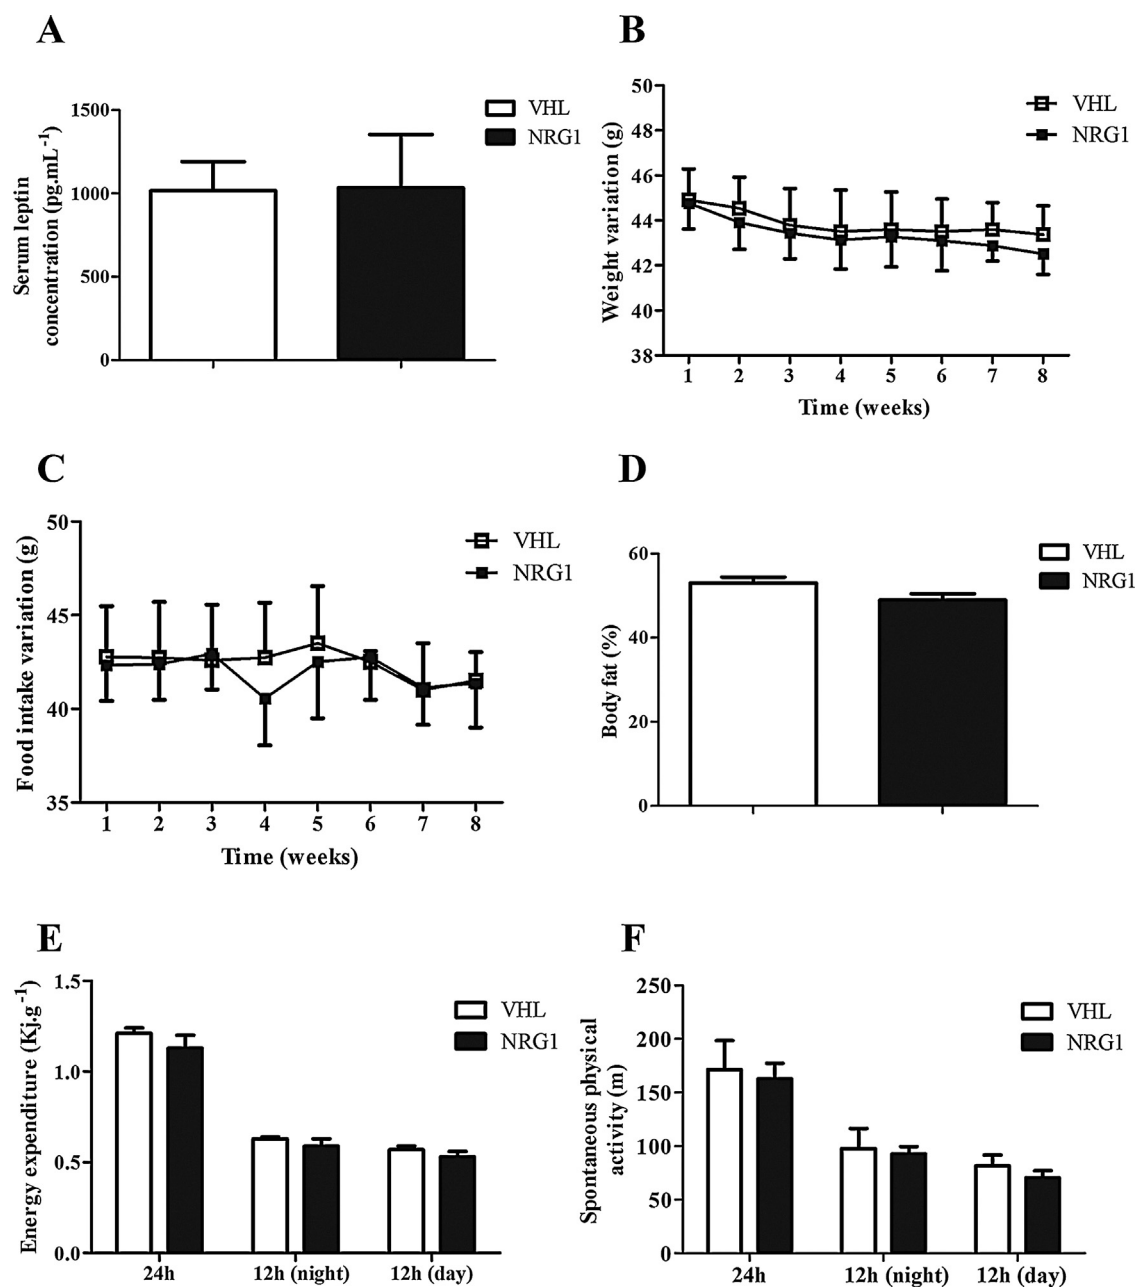 A
Serum leptin
concentration (pg.mL-1)
1500
1000
500
0
VHL
NRG1
B
Weight variation (g)
50
48
46
44
42
40
38
1 2 3 4 5 6 7 8
Time (weeks)
VHL
NRG1
C
Food intake variation (g)
50
45
40
35
1 2 3 4 5 6 7 8
Time (weeks)
VHL
NRG1
D
Body fat (%)
60
40
20
0
VHL
NRG1
E
Energy expenditure (Kj.g-1)
1.5
1.0
0.5
0.0
24h 12h (night) 12h (day)
VHL
NRG1
F
Spontaneous physical
activity (m)
250
200
150
100
50
0
24h 12h (night) 12h (day)
VHL
NRG1